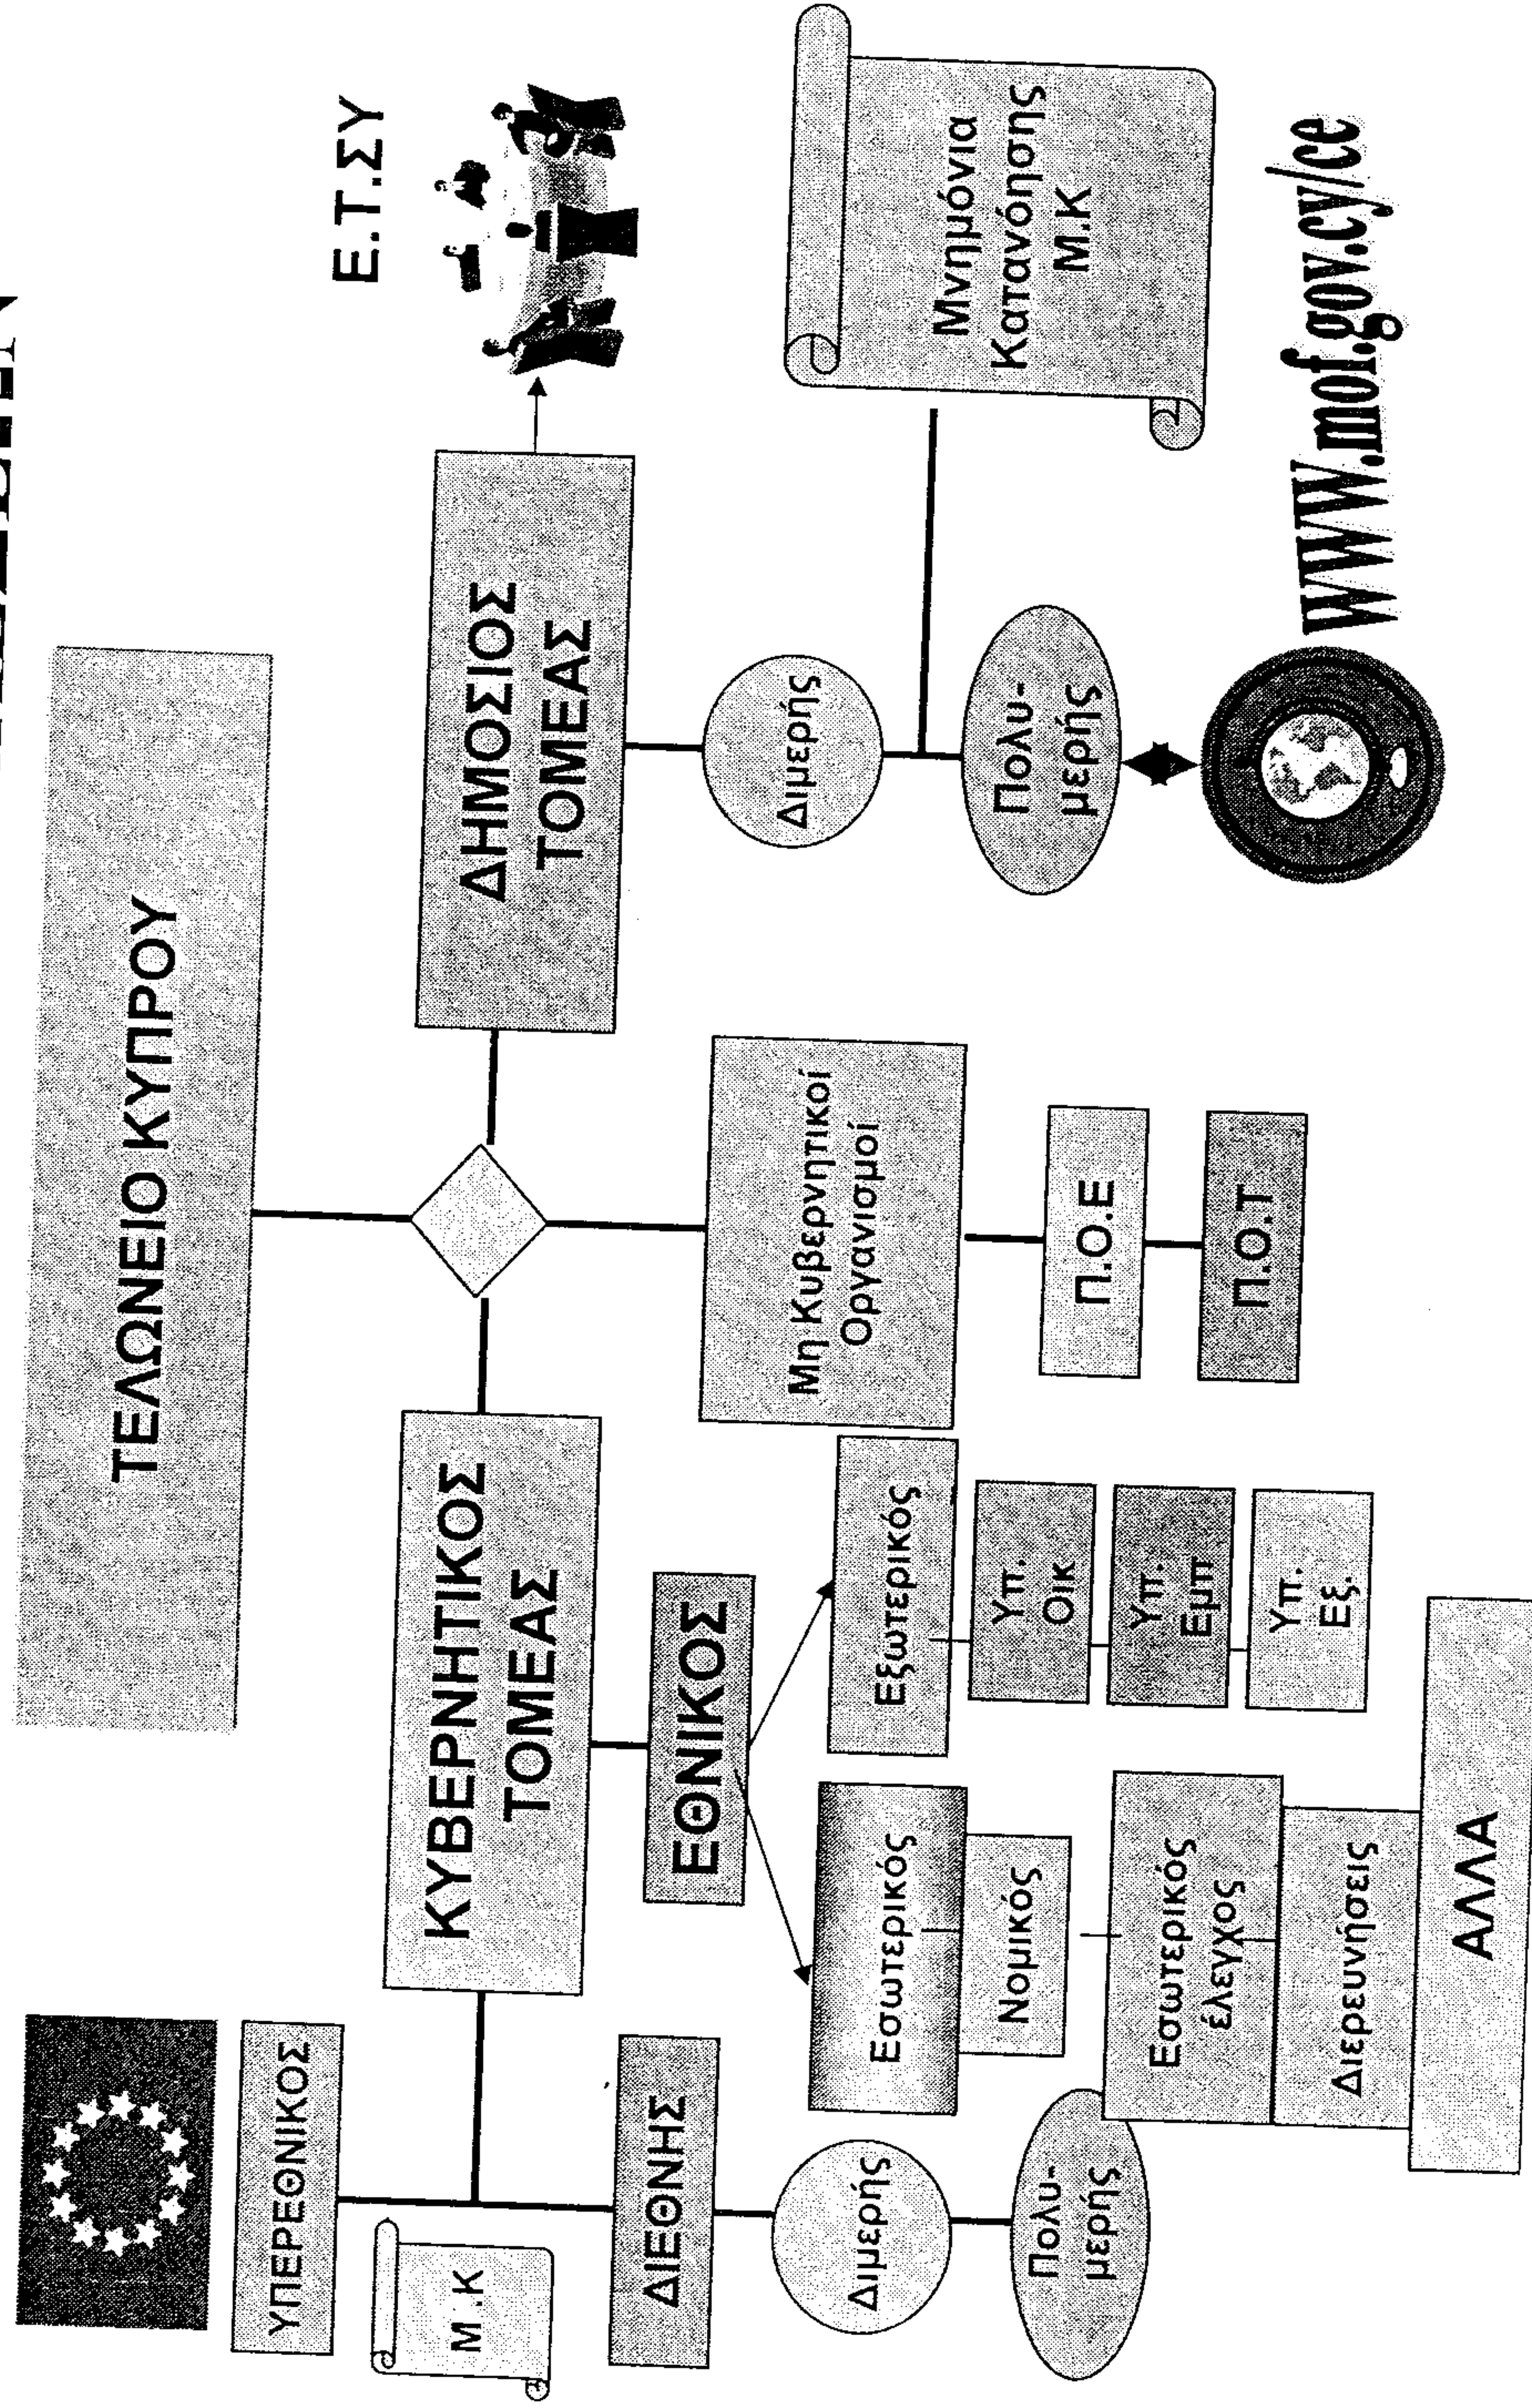 ΤΕΛΩΝΕΙΟ ΚΥΠΡΟΥ
Ε.Τ.ΣΥ
ΚΥΒΕΡΝΗΤΙΚΟΣ
ΤΟΜΕΑΣ
ΔΗΜΟΣΙΟΣ
ΤΟΜΕΑΣ
ΥΠΕΡΕΘΝΙΚΟΣ
Μ .Κ
ΔΙΕΘΝΗΣ
Διμερής
Πολυ-
μερής
ΕΘΝΙΚΟΣ
Εσωτερικός
Νομικός
Εσωτερικός
έλεγχος
Διερευνήσεις
ΑΛΛΑ
Εξωτερικός
Υπ.
Οικ
Υπ.
Εμπ
Υπ.
Εξ.
Μη Κυβερνητικοί
Οργανισμοί
Π.Ο.Ε
Π.Ο.Τ
Διμερής
Πολυ-
μερής
Μνημόνια
Κατανόησης
Μ.Κ
www.mof.gov.cy/ce